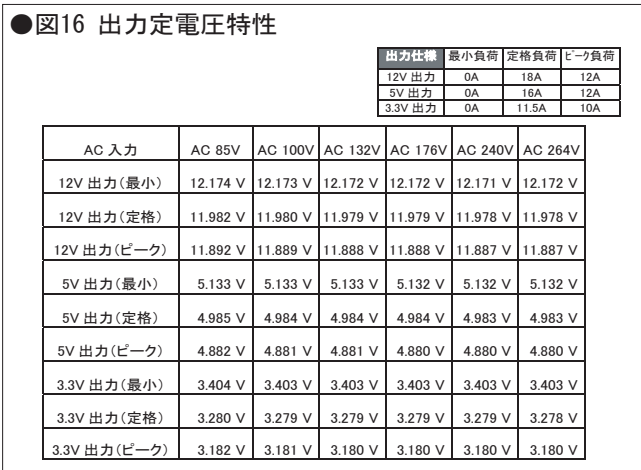 ●図16 出力定電圧特性
出力仕様 最小負荷 定格負荷 ピーク負荷
12V 出力 0A 18A 12A
5V 出力 0A 16A 12A
3.3V 出力 0A 11.5A 10A
AC 入力 AC 85V AC 100V AC 132V AC 176V AC 240V AC 264V
12V 出力(最小) 12.174 V 12.173 V 12.172 V 12.172 V 12.171 V 12.172 V
12V 出力(定格) 11.982 V 11.980 V 11.979 V 11.979 V 11.978 V 11.978 V
12V 出力(ピーク) 11.892 V 11.889 V 11.888 V 11.888 V 11.887 V 11.887 V
5V 出力(最小) 5.133 V 5.133 V 5.133 V 5.132 V 5.132 V 5.132 V
5V 出力(定格) 4.985 V 4.984 V 4.984 V 4.984 V 4.983 V 4.983 V
5V 出力(ピーク) 4.882 V 4.881 V 4.881 V 4.880 V 4.880 V 4.880 V
3.3V 出力(最小) 3.404 V 3.403 V 3.403 V 3.403 V 3.403 V 3.403 V
3.3V 出力(定格) 3.280 V 3.279 V 3.279 V 3.279 V 3.279 V 3.278 V
3.3V 出力(ピーク) 3.182 V 3.181 V 3.180 V 3.180 V 3.180 V 3.180 V